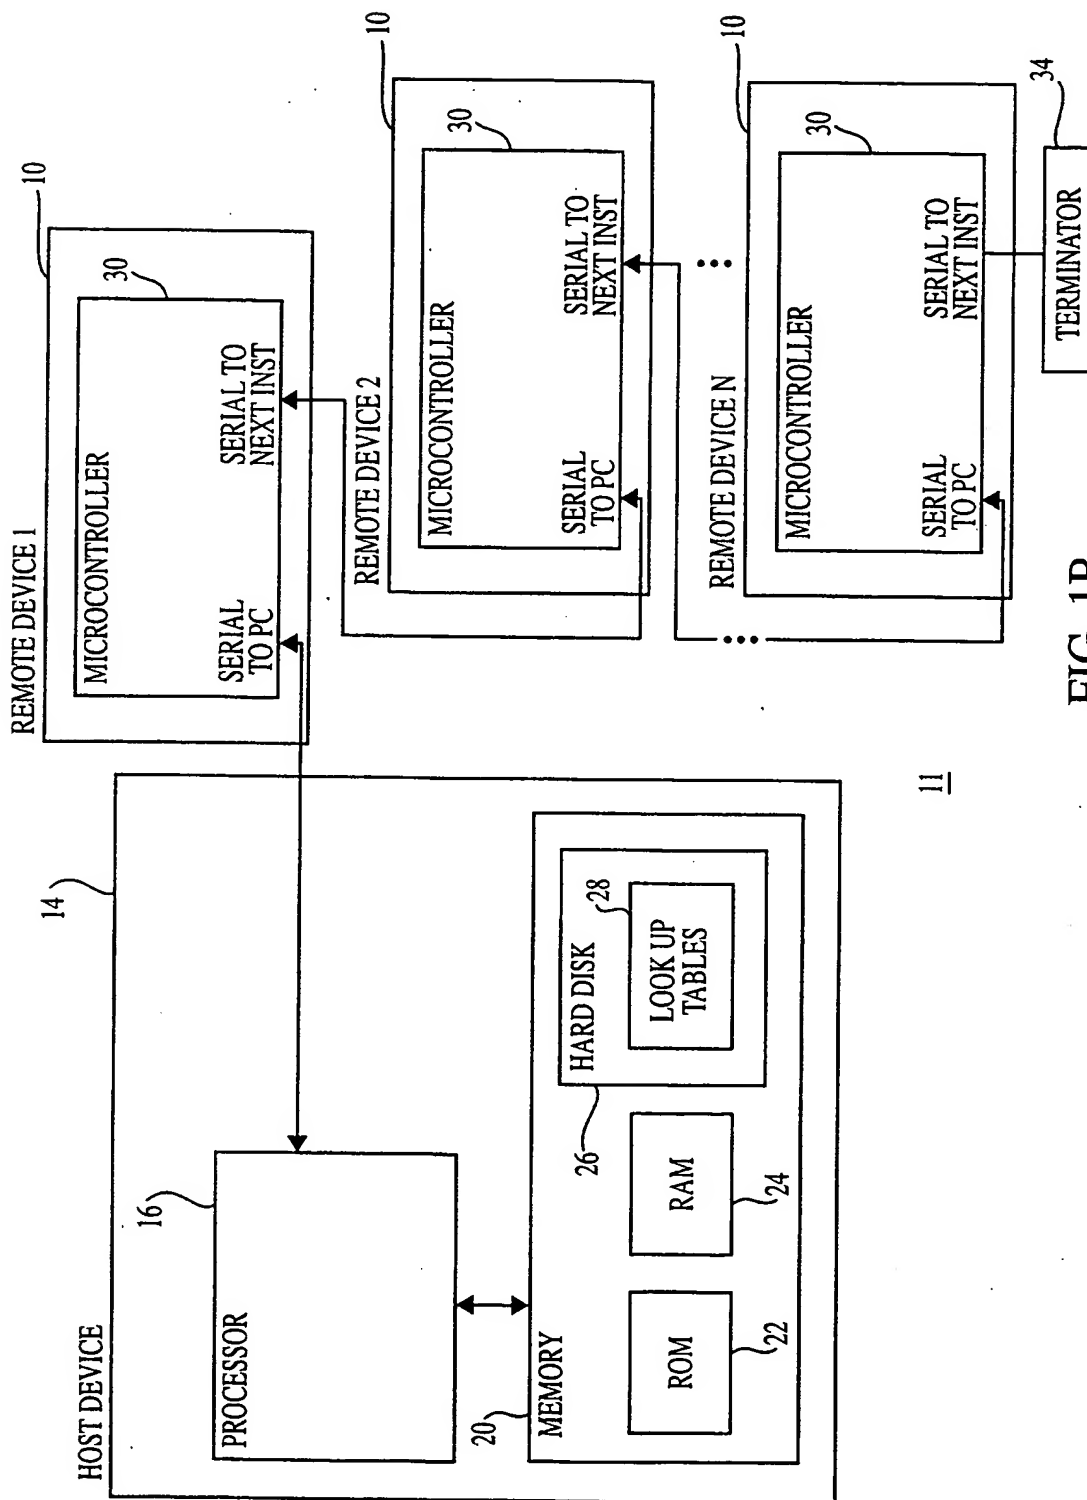 HOST DEVICE
14
PROCESSOR
16
MEMORY
20
ROM
22
RAM
24
HARD DISK
26
LOOK UP
TABLES
28
REMOTE DEVICE 1
10
MICROCONTROLLER
30
SERIAL
TO PC
SERIAL TO
NEXT INST
REMOTE DEVICE 2
10
MICROCONTROLLER
30
SERIAL
TO PC
SERIAL TO
NEXT INST
REMOTE DEVICE N
10
MICROCONTROLLER
30
SERIAL
TO PC
SERIAL TO
NEXT INST
TERMINATOR
34
11
FIG. 1B